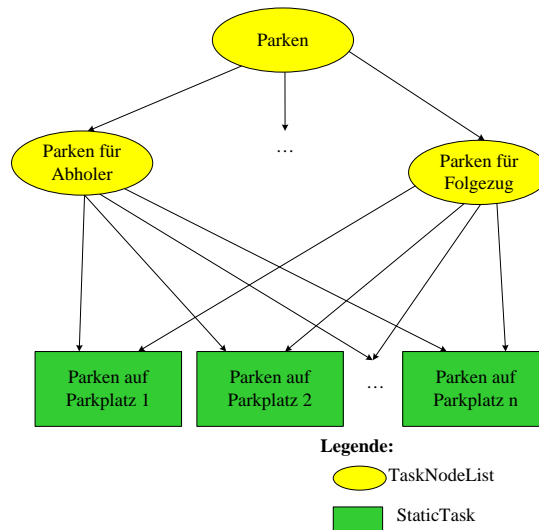 Parken
Parken für
Abholer
…
Parken für
Folgezug
Parken auf
Parkplatz 1
Parken auf
Parkplatz 2
…
Parken auf
Parkplatz n
Legende:
TaskNodeList
StaticTask